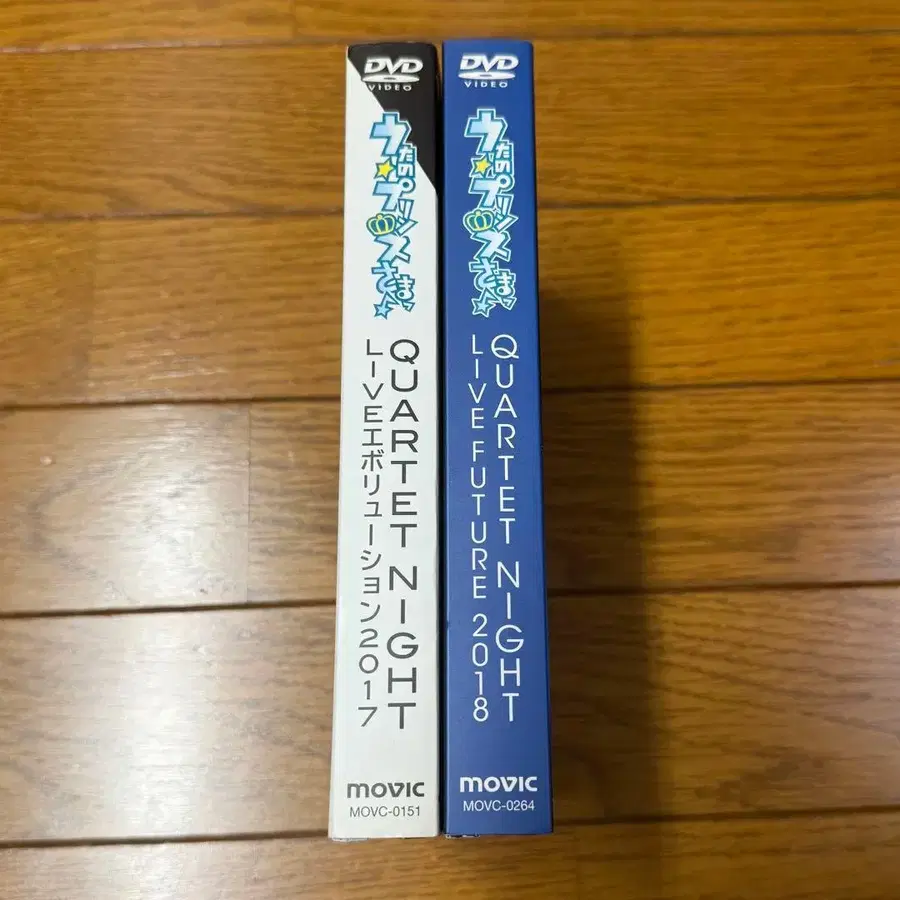 DVD
VIDEO
うたの☆プリンスさまっ♪
QUARTET NIGHT
LIVEエボリューション2017
movic
MOVC-0151
DVD
VIDEO
うたの☆プリンスさまっ♪
QUARTET NIGHT
LIVE FUTURE 2018
movic
MOVC-0264